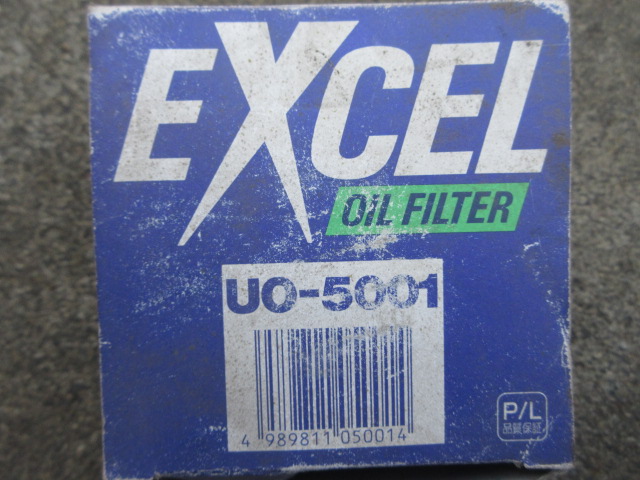 EXCEL
OIL FILTER
UO-5001
4 989811 050014
P/L
品質保証